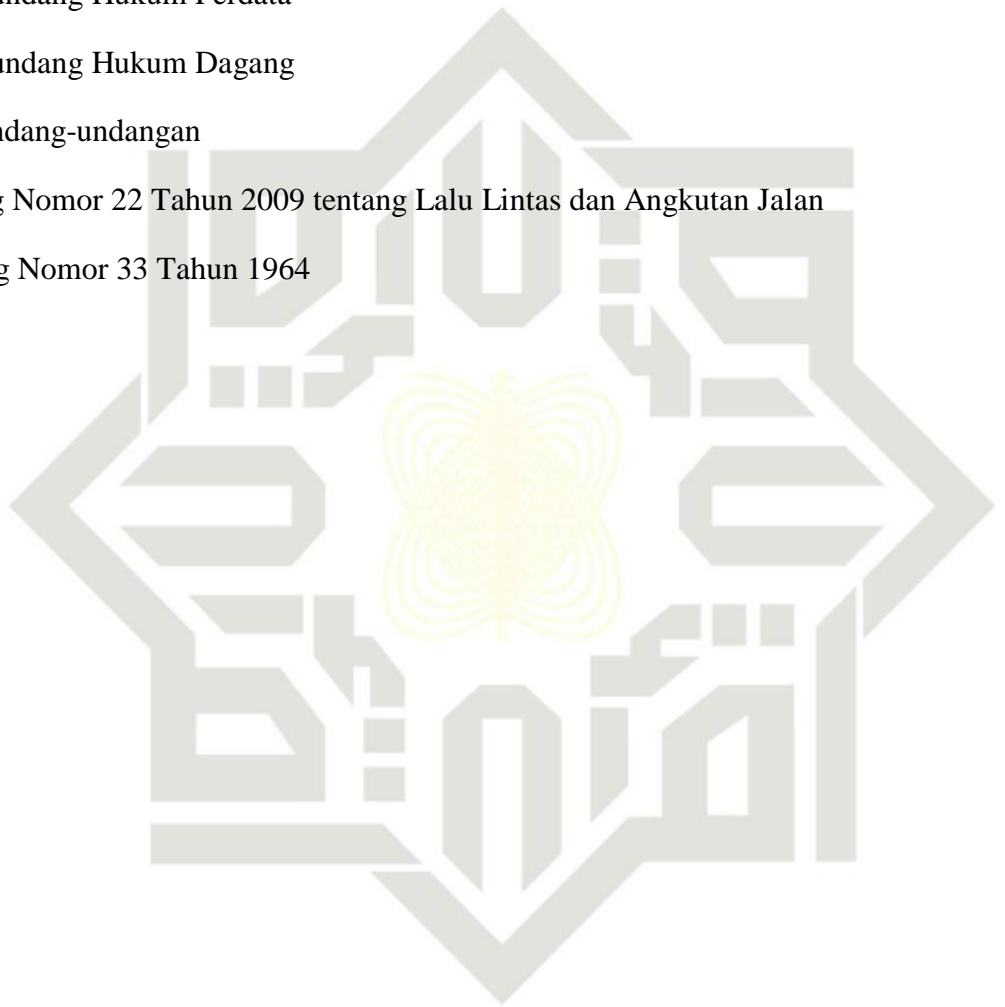 undang Hukum Perdata
undang Hukum Dagang
ndang-undangan
g Nomor 22 Tahun 2009 tentang Lalu Lintas dan Angkutan Jalan
g Nomor 33 Tahun 1964